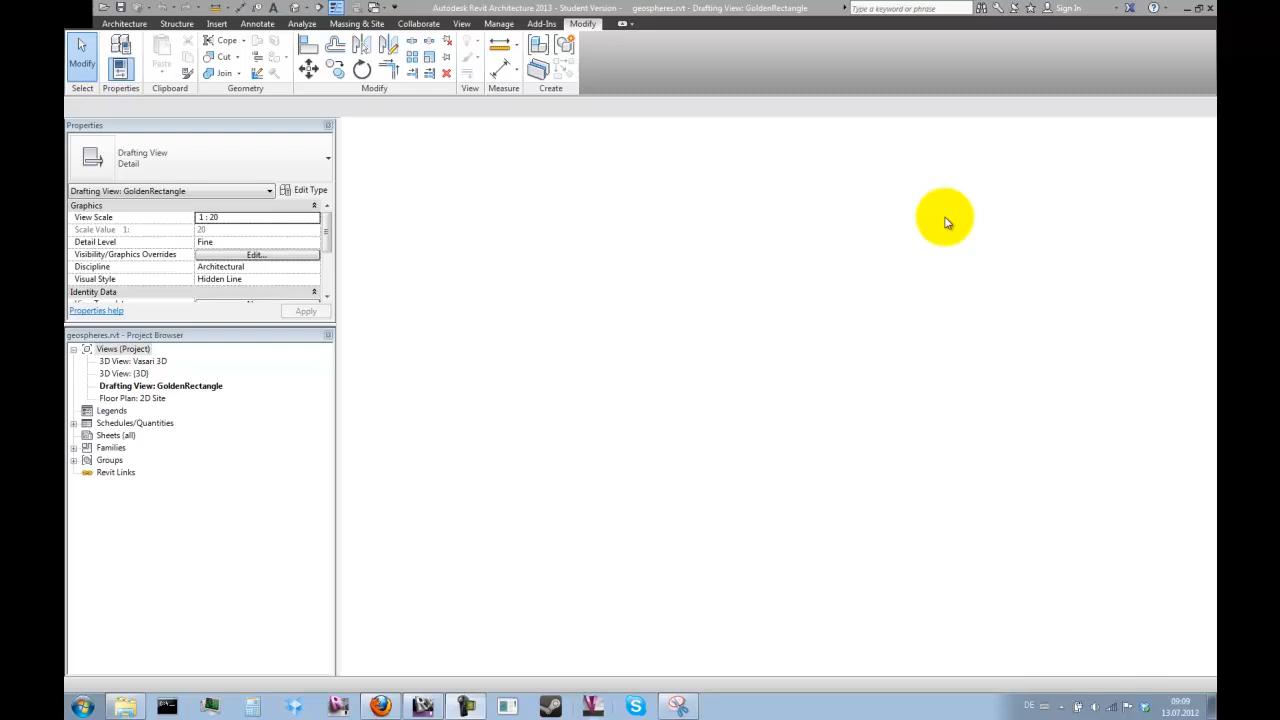 Autodesk Revit Architecture 2013 - Student Version - geospheres.rvt - Drafting View: GoldenRectangle
Type a keyword or phrase
Sign In
Architecture Structure Insert Annotate Analyze Massing & Site Collaborate View Manage Add-Ins Modify
Modify
Paste
Cope
Cut
Join
Select Properties Clipboard Geometry Modify View Measure Create
Properties
Drafting View
Detail
Drafting View: GoldenRectangle
Edit Type
Graphics
View Scale 1 : 20
Scale Value 1: 20
Detail Level Fine
Visibility/Graphics Overrides Edit...
Discipline Architectural
Visual Style Hidden Line
Identity Data
Properties help
Apply
geospheres.rvt - Project Browser
Views (Project)
3D View: Vasari 3D
3D View: {3D}
Drafting View: GoldenRectangle
Floor Plan: 2D Site
Legends
Schedules/Quantities
Sheets (all)
Families
Groups
Revit Links
DE
09:09
13.07.2012